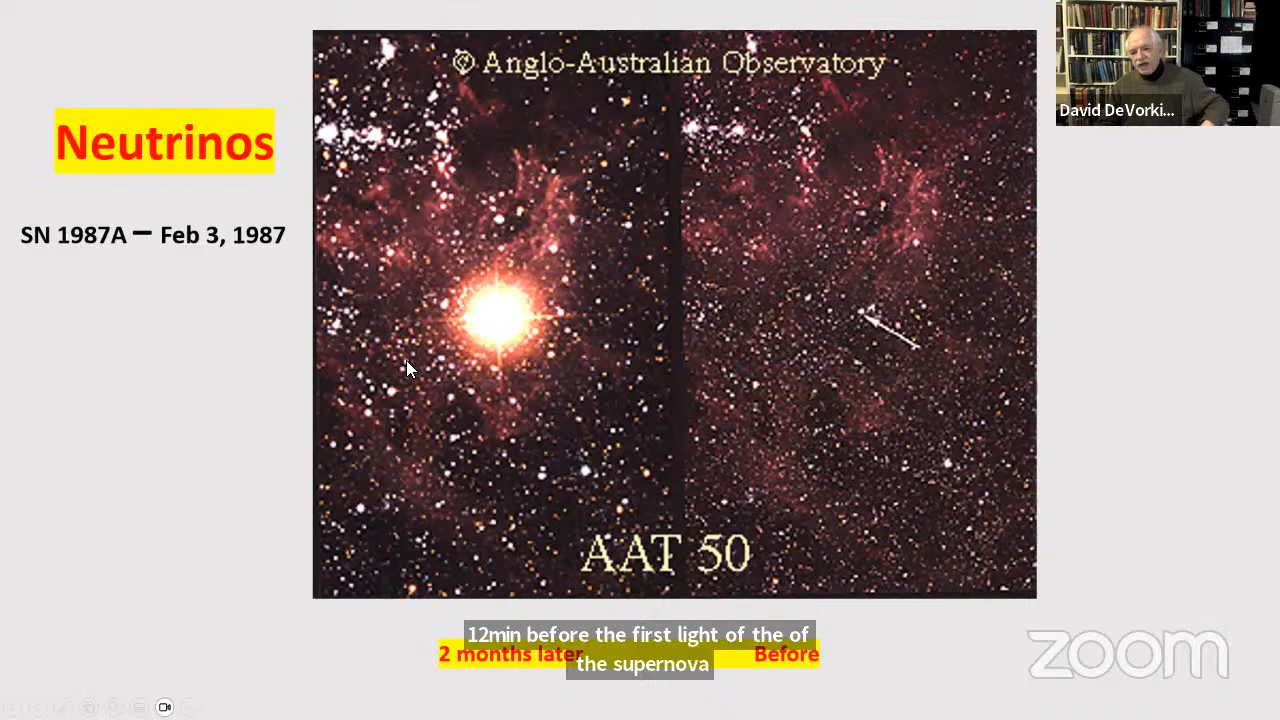 © Anglo-Australian Observatory
David DeVorki...
Neutrinos
SN 1987A – Feb 3, 1987
AAT 50
12min before the first light of the of
the supernova
2 months later
Before
zoom